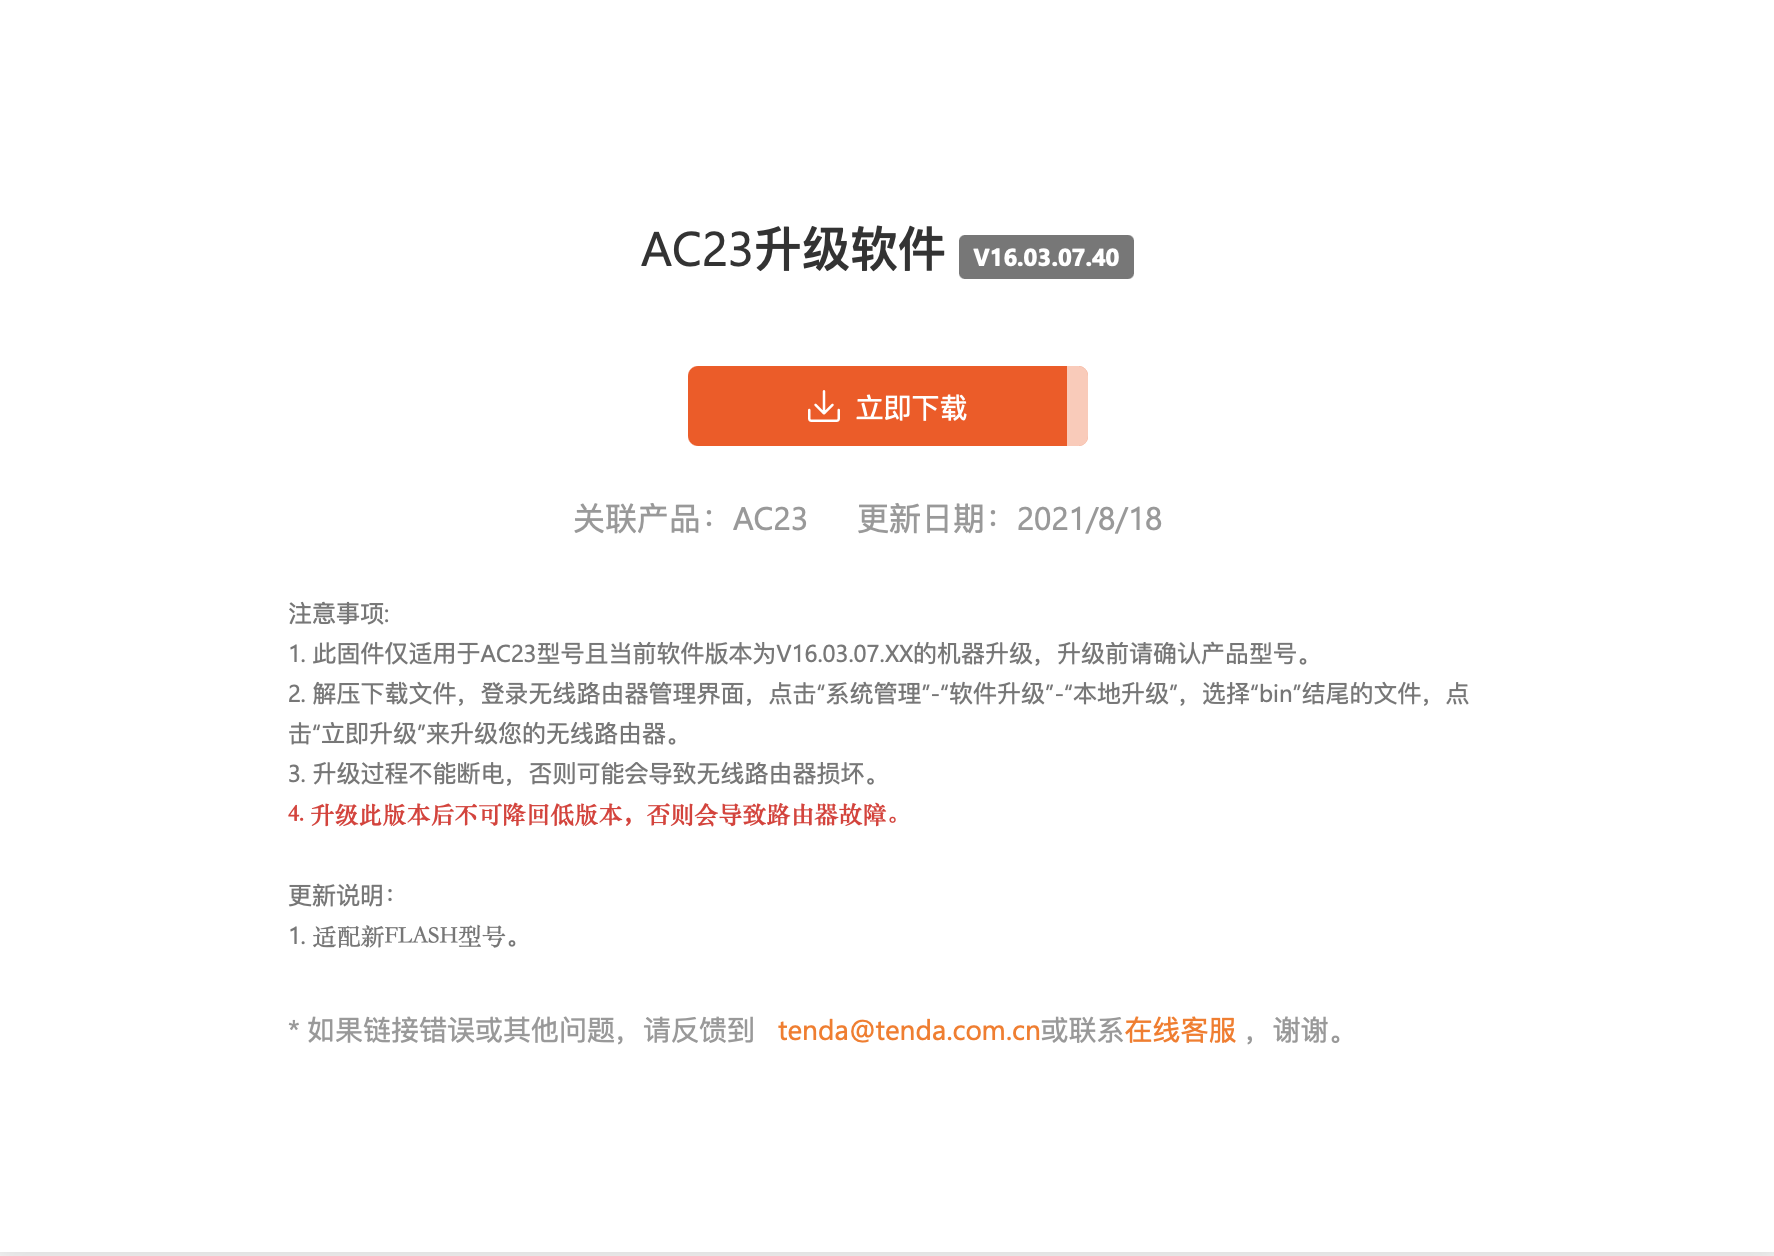 AC23升级软件 V16.03.07.40
立即下载
关联产品：AC23 更新日期：2021/8/18
注意事项:
1. 此固件仅适用于AC23型号且当前软件版本为V16.03.07.XX的机器升级，升级前请确认产品型号。
2. 解压下载文件，登录无线路由器管理界面，点击“系统管理”-“软件升级”-“本地升级”，选择“bin”结尾的文件，点
击“立即升级”来升级您的无线路由器。
3. 升级过程不能断电，否则可能会导致无线路由器损坏。
4. 升级此版本后不可降回低版本，否则会导致路由器故障。
更新说明：
1. 适配新FLASH型号。
* 如果链接错误或其他问题，请反馈到 tenda@tenda.com.cn或联系在线客服 ，谢谢。